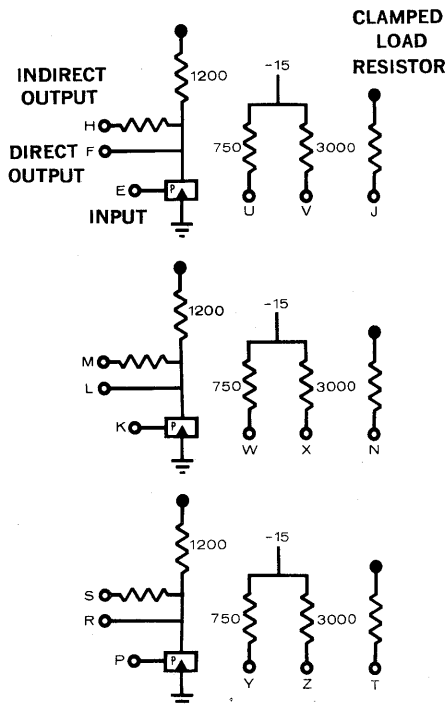 CLAMPED
LOAD
RESISTOR
-15
1200
INDIRECT
OUTPUT
H
DIRECT
OUTPUT
F
750
3000
E
P
INPUT
U
V
J
-15
1200
M
L
750
3000
K
P
W
X
N
-15
1200
S
R
750
3000
P
P
Y
Z
T